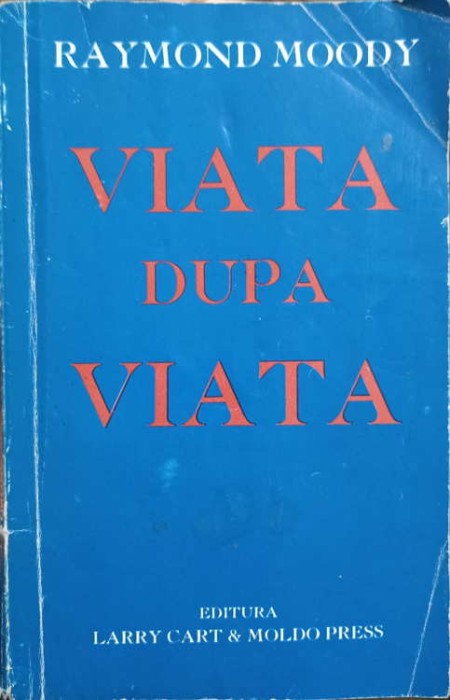 RAYMOND MOODY
VIATA
DUPA
VIATA
EDITURA
LARRY CART & MOLDO PRESS